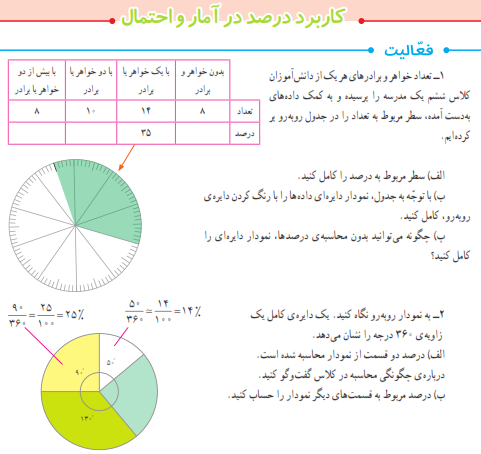 کاربرد درصد در آمار و احتمال
فعّالیت
۱ــ تعداد خواهر و برادرهای هر یک از دانش‌آموزان
کلاس ششم یک مدرسه را پرسیده و به کمک داده‌های
به‌دست آمده، سطر مربوط به تعداد را در جدول روبه‌رو پر
کرده‌ایم.
بدون خواهر و برادر
با یک خواهر یا برادر
با دو خواهر یا برادر
با بیش از دو خواهر یا برادر
تعداد ۸ ۱۴ ۱۰ ۸
درصد ۳۵
الف) سطر مربوط به درصد را کامل کنید.
ب) با توجّه به جدول، نمودار دایره‌ای داده‌ها را با رنگ کردن دایره‌ی
روبه‌رو، کامل کنید.
پ) چگونه می‌توانید بدون محاسبه‌ی درصدها، نمودار دایره‌ای را
کامل کنید؟
۲ــ به نمودار روبه‌رو نگاه کنید. یک دایره‌ی کامل یک
زاویه‌ی ۳۶۰ درجه را نشان می‌دهد.
الف) درصد دو قسمت از نمودار محاسبه شده است.
درباره‌ی چگونگی محاسبه در کلاس گفت‌وگو کنید.
ب) درصد مربوط به قسمت‌های دیگر نمودار را حساب کنید.
۹۰/۳۶۰ = ۲۵/۱۰۰ = ۲۵٪
۵۰/۳۶۰ ≃ ۱۴/۱۰۰ = ۱۴٪
۵۰°
۹۰°
۱۳۰°